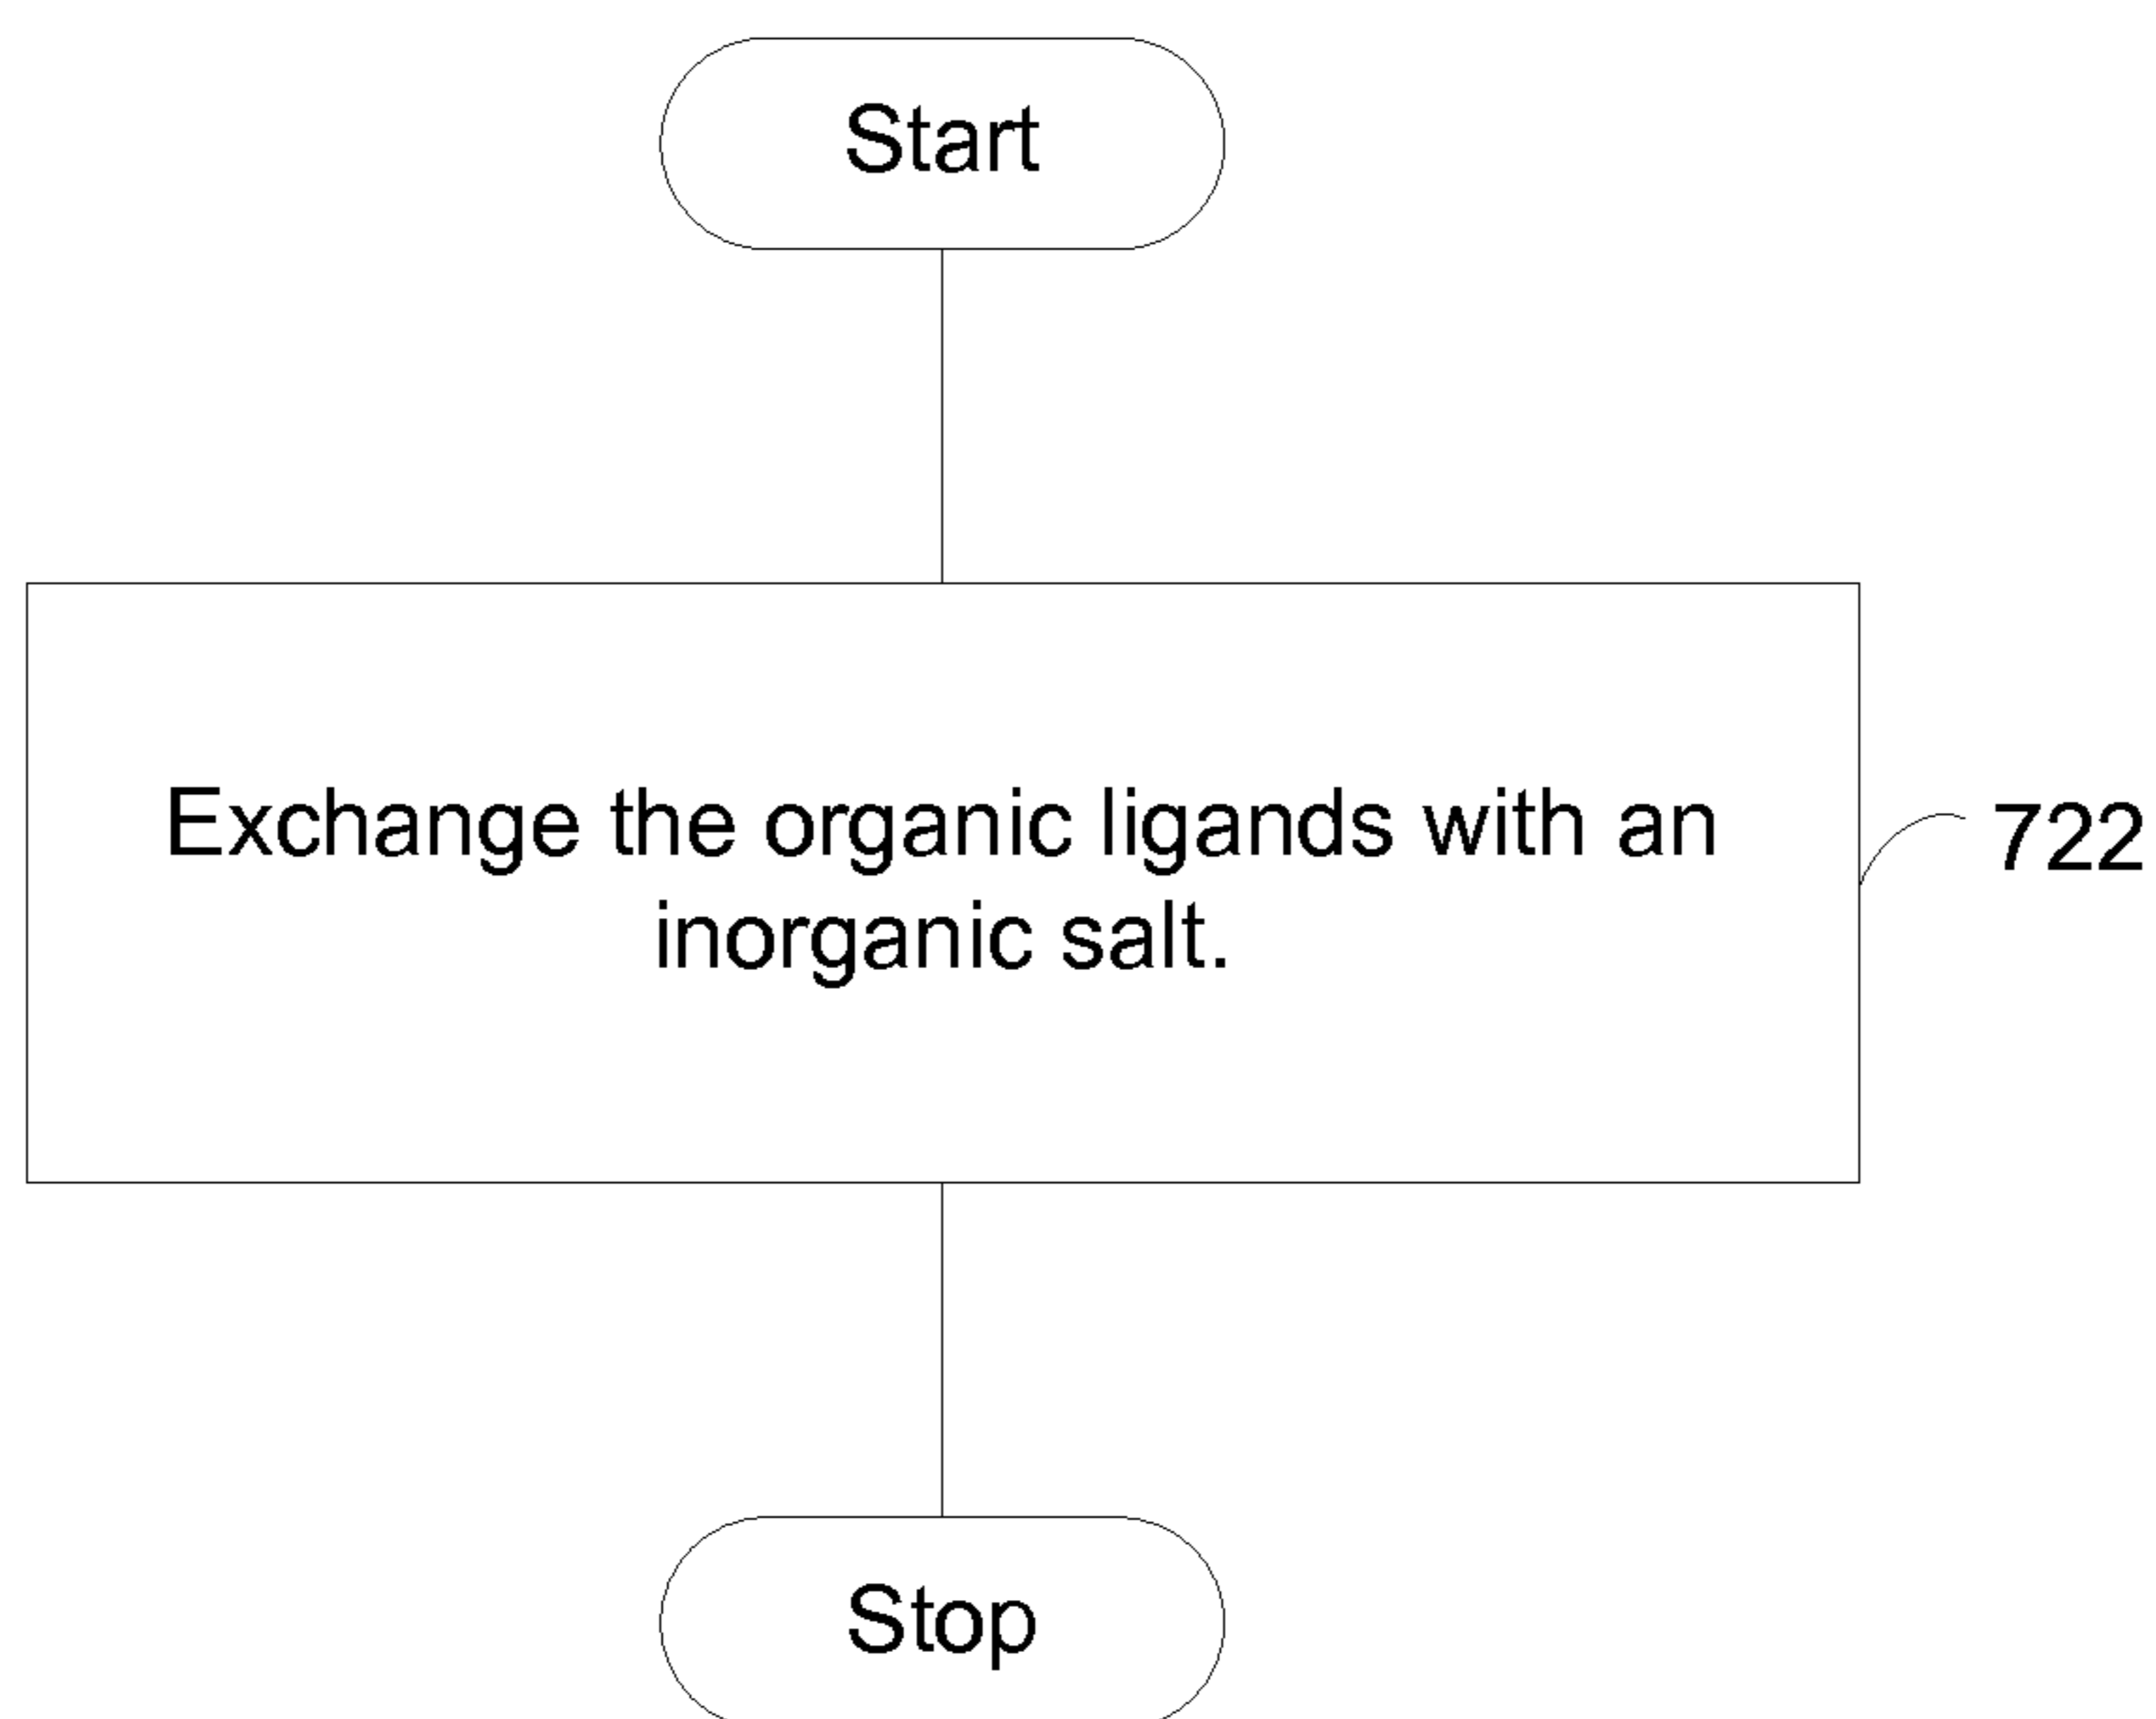 Start
Exchange the organic ligands with an
inorganic salt.
722
Stop